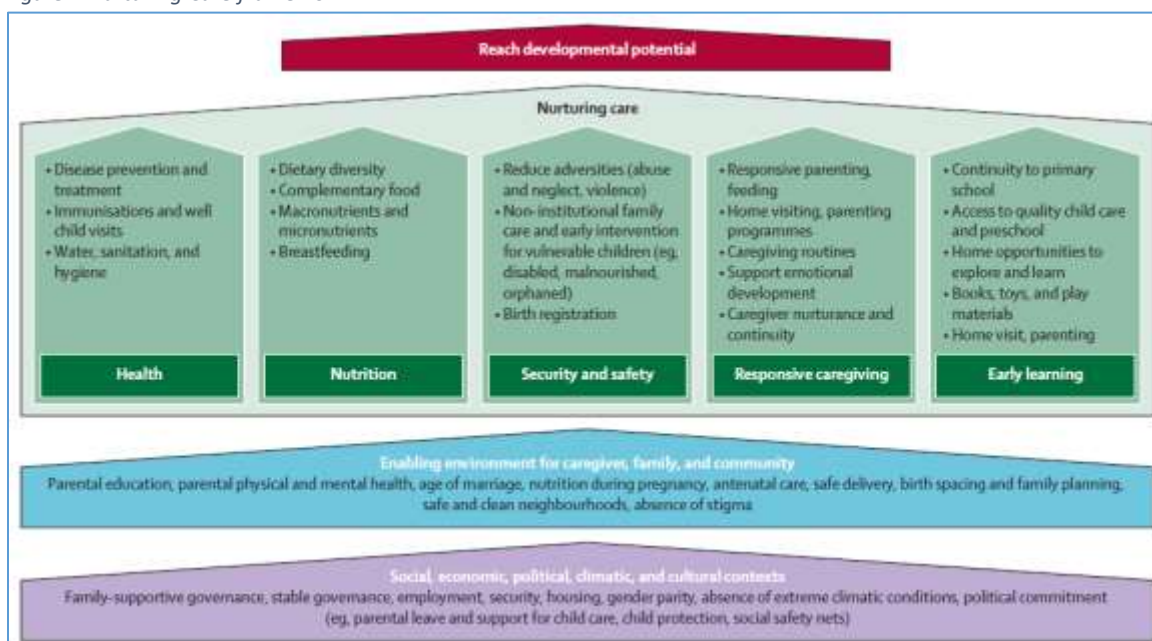 Reach developmental potential
Nurturing care
• Disease prevention and
treatment
• Immunisations and well
child visits
• Water, sanitation, and
hygiene
Health
• Dietary diversity
• Complementary food
• Macronutrients and
micronutrients
• Breastfeeding
Nutrition
• Reduce adversities (abuse
and neglect, violence)
• Non-institutional family
care and early intervention
for vulnerable children (eg,
disabled, malnourished,
orphaned)
• Birth registration
Security and safety
• Responsive parenting,
feeding
• Home visiting, parenting
programmes
• Caregiving routines
• Support emotional
development
• Caregiver nurturance and
continuity
Responsive caregiving
• Continuity to primary
school
• Access to quality child care
and preschool
• Home opportunities to
explore and learn
• Books, toys, and play
materials
• Home visit, parenting
Early learning
Enabling environment for caregiver, family, and community
Parental education, parental physical and mental health, age of marriage, nutrition during pregnancy, antenatal care, safe delivery, birth spacing and family planning,
safe and clean neighbourhoods, absence of stigma
Social, economic, political, climatic, and cultural contexts
Family-supportive governance, stable governance, employment, security, housing, gender parity, absence of extreme climatic conditions, political commitment
(eg, parental leave and support for child care, child protection, social safety nets)